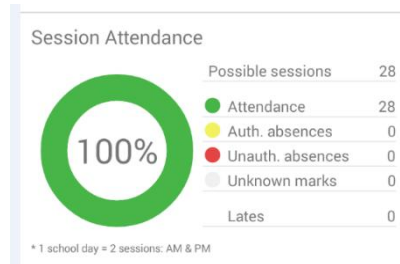 Session Attendance
Possible sessions 28
100%
Attendance 28
Auth. absences 0
Unauth. absences 0
Unknown marks 0
Lates 0
* 1 school day = 2 sessions: AM & PM